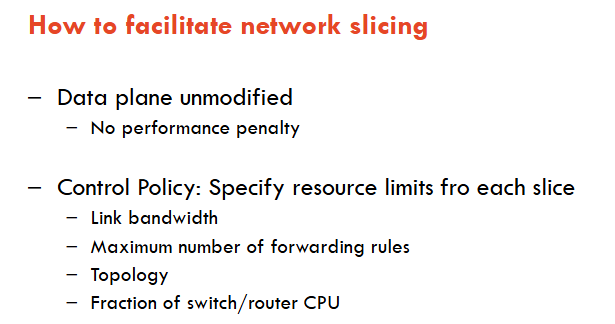 How to facilitate network slicing
– Data plane unmodified
– No performance penalty
– Control Policy: Specify resource limits fro each slice
– Link bandwidth
– Maximum number of forwarding rules
– Topology
– Fraction of switch/router CPU